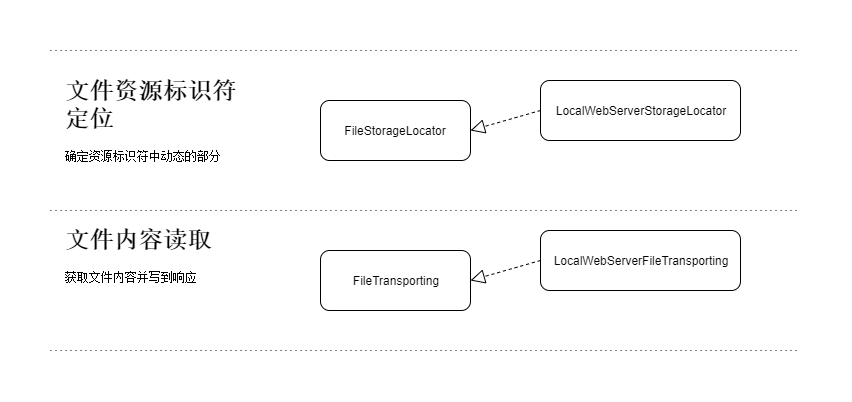 文件资源标识符
定位
确定资源标识符中动态的部分
FileStorageLocator
LocalWebServerStorageLocator
文件内容读取
获取文件内容并写到响应
FileTransporting
LocalWebServerFileTransporting